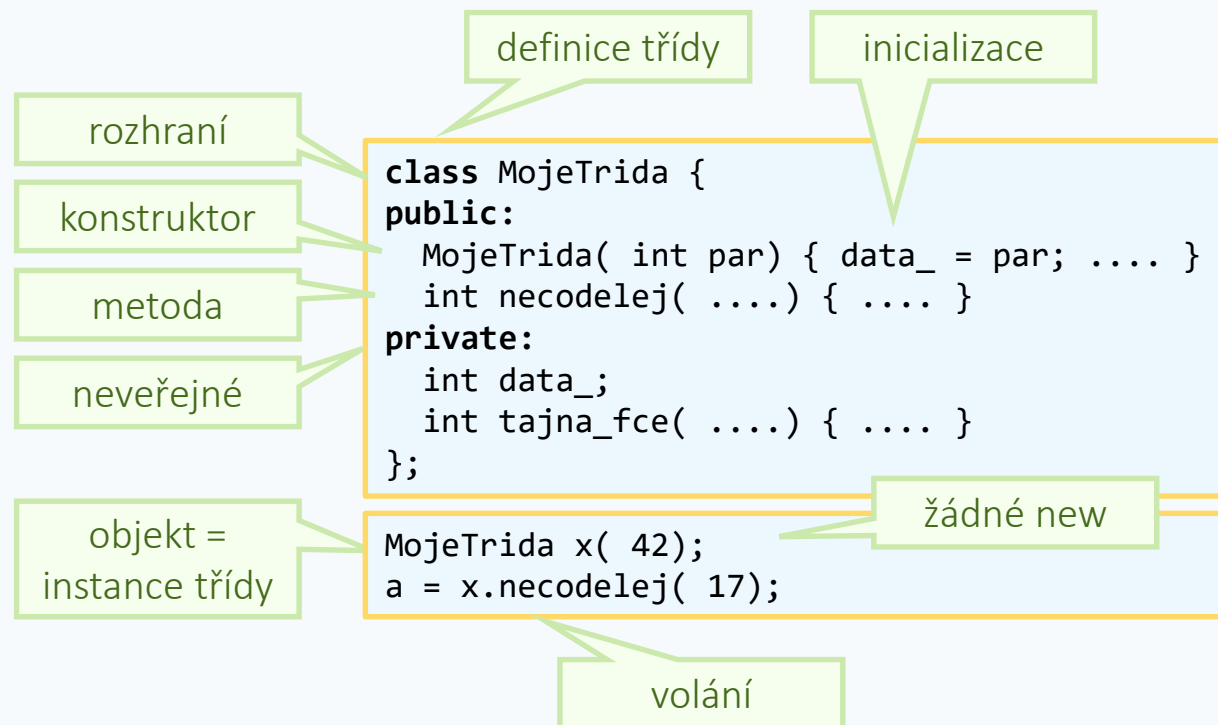 definice třídy
inicializace
rozhraní
konstruktor
metoda
neveřejné
class MojeTrida {
public:
  MojeTrida( int par) { data_ = par; .... }
  int necodelej( ....) { .... }
private:
  int data_;
  int tajna_fce( ....) { .... }
};
objekt =
instance třídy
žádné new
MojeTrida x( 42);
a = x.necodelej( 17);
volání